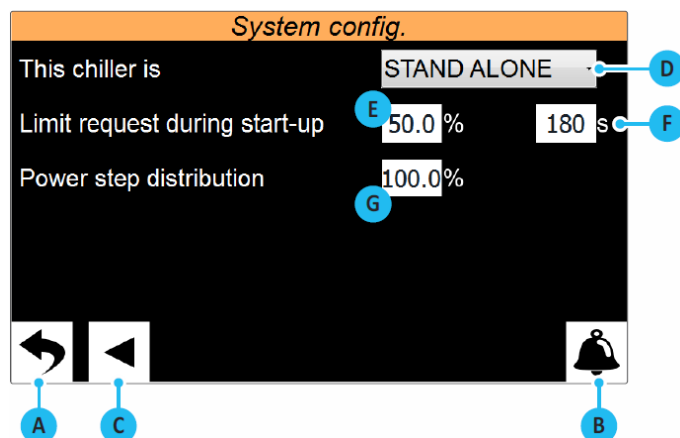 System config.
This chiller is STAND ALONE D
Limit request during start-up E 50.0 % 180 s F
Power step distribution 100.0 % G
A C B